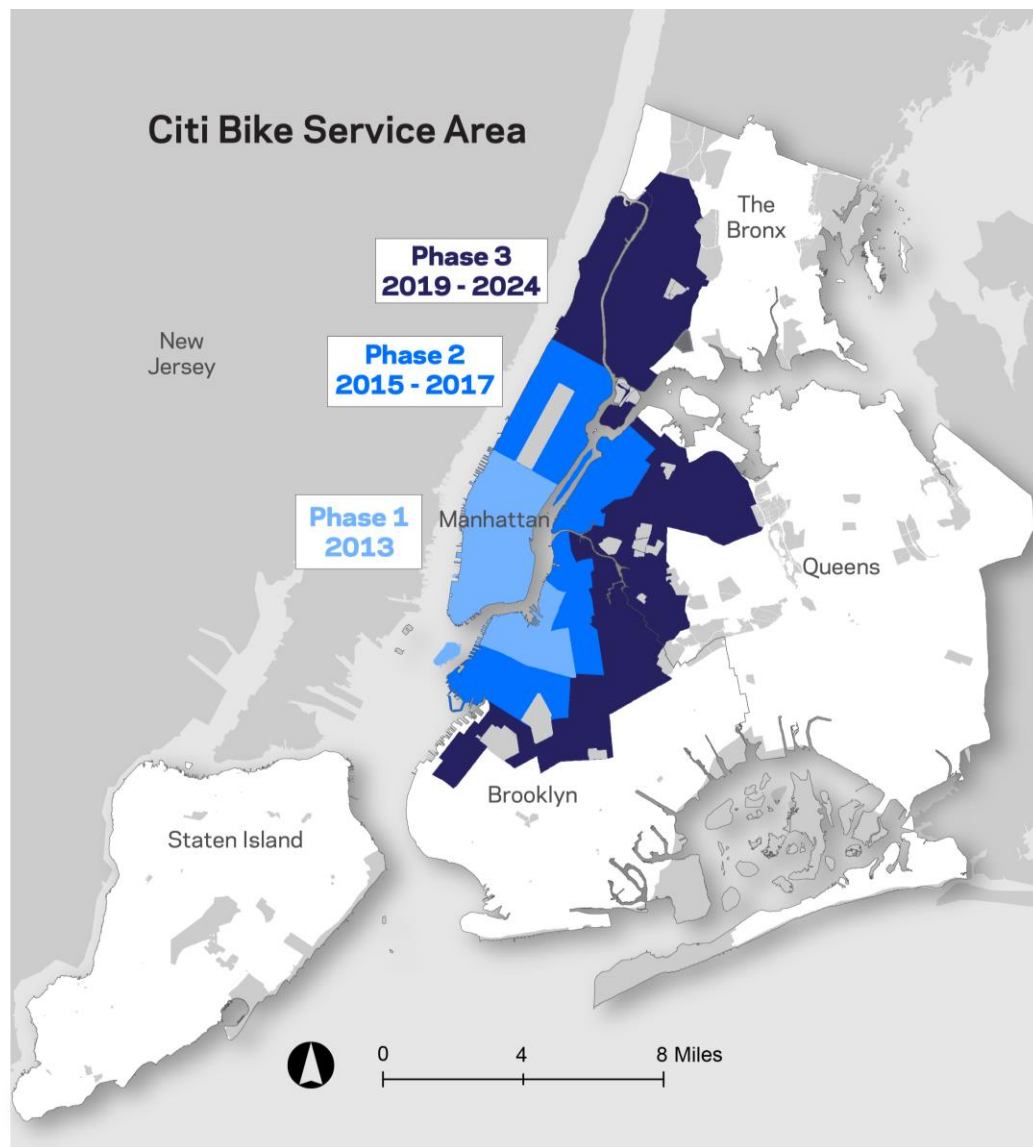 Citi Bike Service Area
The
Bronx
Phase 3
2019 - 2024
New
Jersey
Phase 2
2015 - 2017
Phase 1
2013
Manhattan
Queens
Brooklyn
Staten Island
0 4 8 Miles